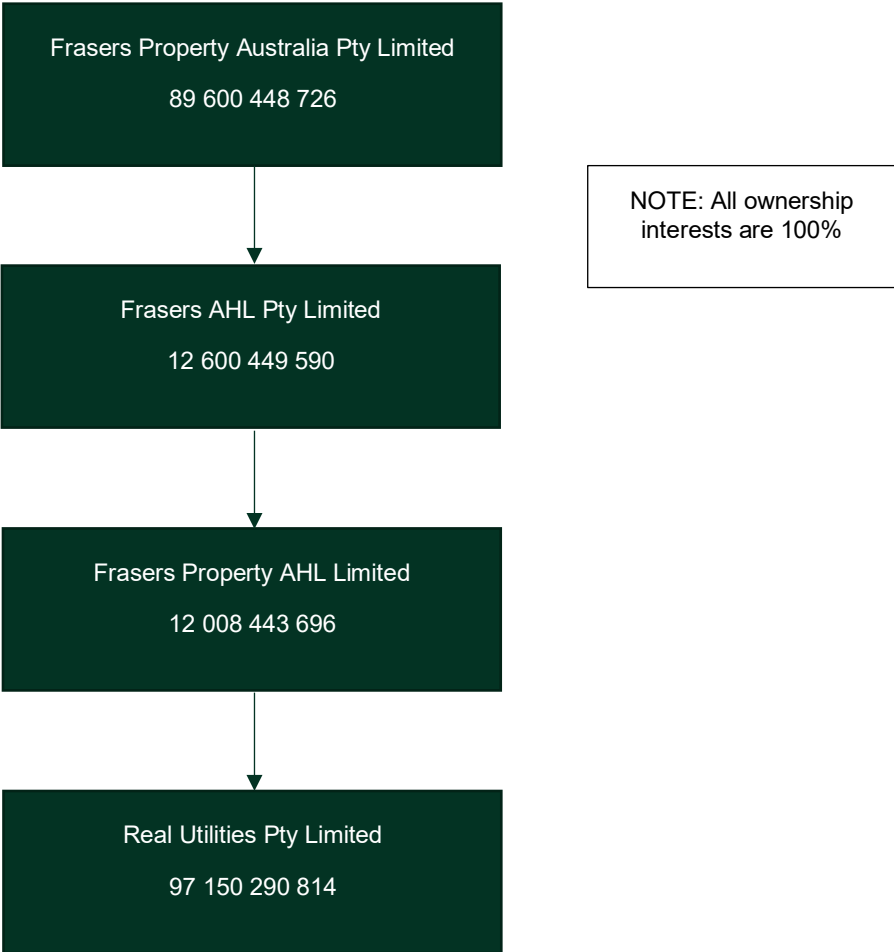 Frasers Property Australia Pty Limited
89 600 448 726
NOTE: All ownership
interests are 100%
Frasers AHL Pty Limited
12 600 449 590
Frasers Property AHL Limited
12 008 443 696
Real Utilities Pty Limited
97 150 290 814